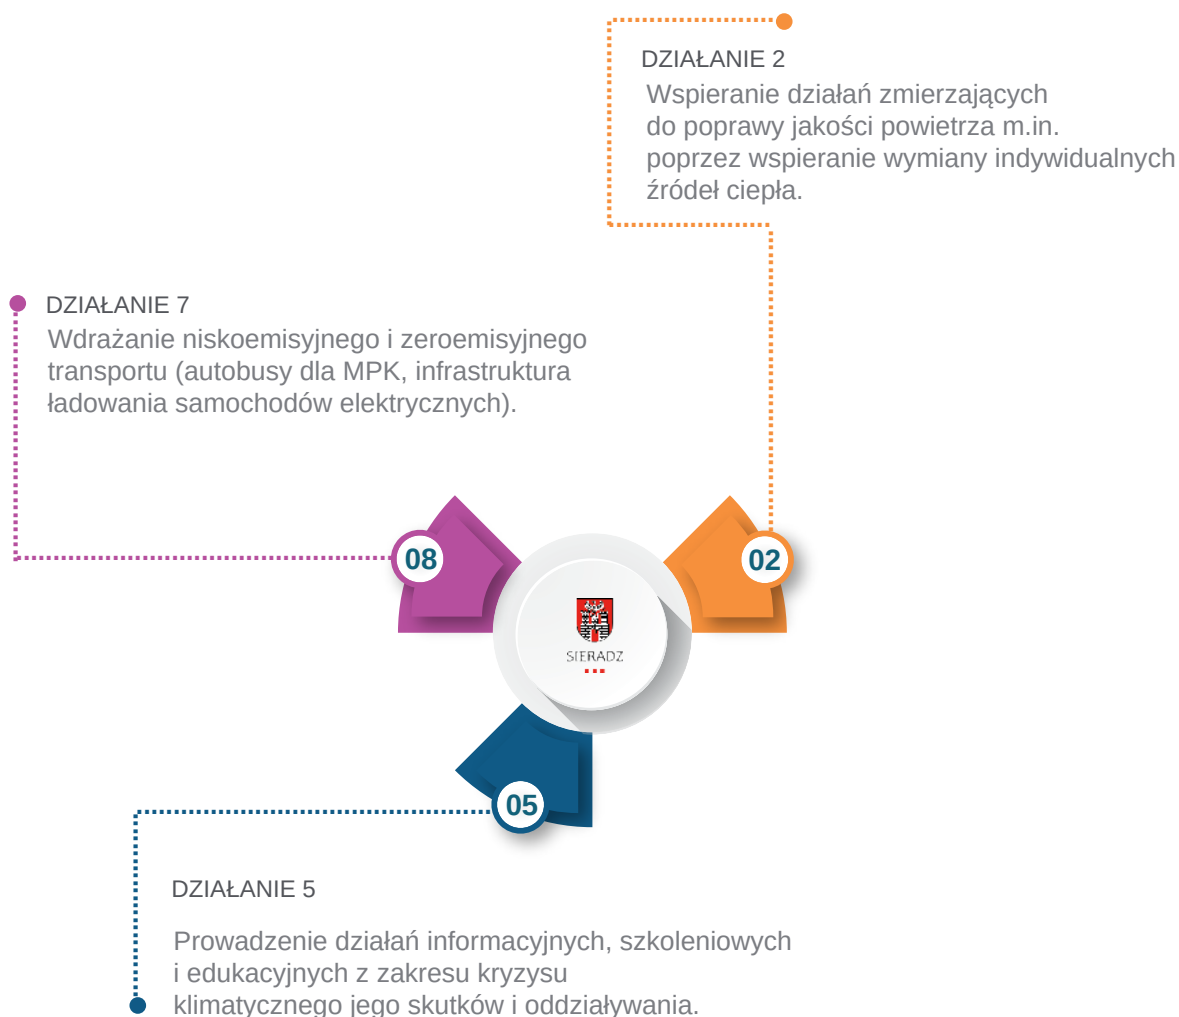 DZIAŁANIE 2
Wspieranie działań zmierzających
do poprawy jakości powietrza m.in.
poprzez wspieranie wymiany indywidualnych
źródeł ciepła.
DZIAŁANIE 7
Wdrażanie niskoemisyjnego i zeroemisyjnego
transportu (autobusy dla MPK, infrastruktura
ładowania samochodów elektrycznych).
08
02
SIERADZ
05
DZIAŁANIE 5
Prowadzenie działań informacyjnych, szkoleniowych
i edukacyjnych z zakresu kryzysu
klimatycznego jego skutków i oddziaływania.